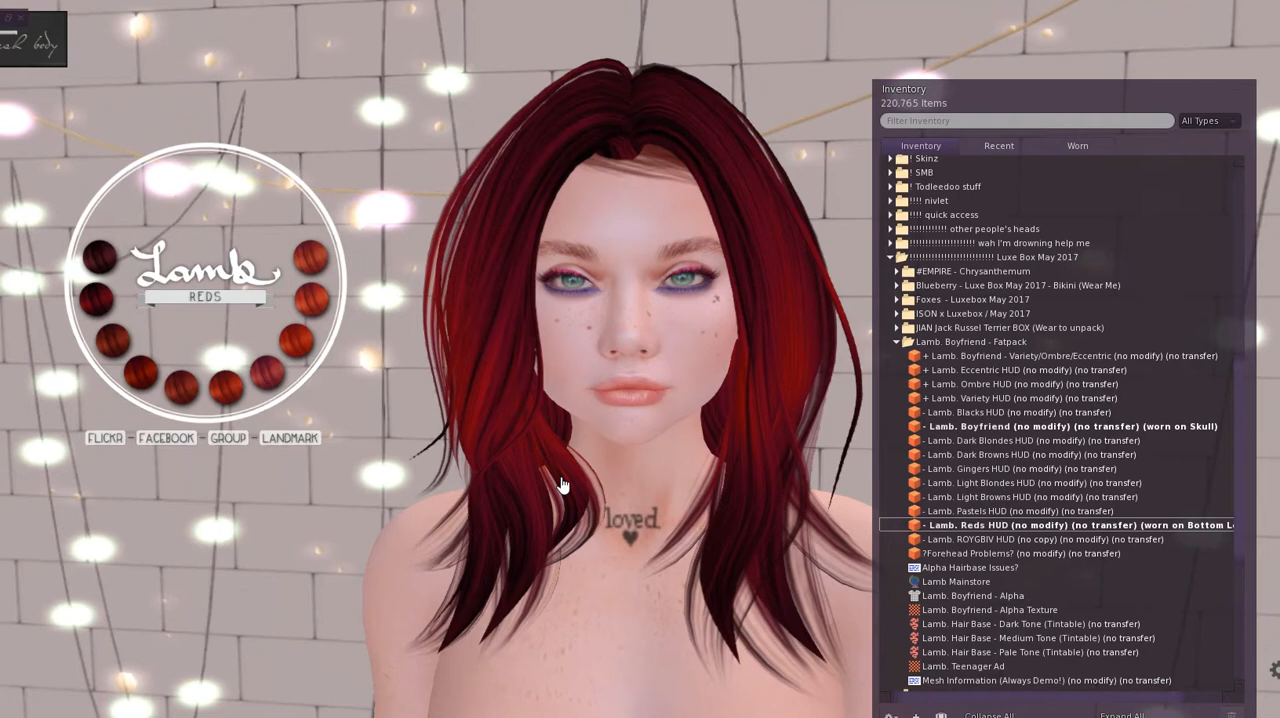 Lamb
REDS
FLICKR - FACEBOOK - GROUP - LANDMARK
loved
Inventory
220,765 Items
Filter Inventory
All Types
Inventory Recent Worn
! Skinz
! SMB
! Todleedoo stuff
!!!! nivlet
!!!! quick access
!!!!!!!!!!!! other people's heads
!!!!!!!!!!!!!!!!!!!!! wah I'm drowning help me
!!!!!!!!!!!!!!!!!!!!!!!!!!! Luxe Box May 2017
#EMPIRE - Chrysanthemum
Blueberry - Luxe Box May 2017 - Bikini (Wear Me)
Foxes - Luxebox May 2017
ISON x Luxebox / May 2017
JIAN Jack Russel Terrier BOX (Wear to unpack)
Lamb. Boyfriend - Fatpack
+ Lamb. Boyfriend - Variety/Ombre/Eccentric (no modify) (no transfer)
+ Lamb. Eccentric HUD (no modify) (no transfer)
+ Lamb. Ombre HUD (no modify) (no transfer)
+ Lamb. Variety HUD (no modify) (no transfer)
- Lamb. Blacks HUD (no modify) (no transfer)
- Lamb. Boyfriend (no modify) (no transfer) (worn on Skull)
- Lamb. Dark Blondes HUD (no modify) (no transfer)
- Lamb. Dark Browns HUD (no modify) (no transfer)
- Lamb. Gingers HUD (no modify) (no transfer)
- Lamb. Light Blondes HUD (no modify) (no transfer)
- Lamb. Light Browns HUD (no modify) (no transfer)
- Lamb. Pastels HUD (no modify) (no transfer)
- Lamb. Reds HUD (no modify) (no transfer) (worn on Bottom L
- Lamb. ROYGBIV HUD (no copy) (no modify) (no transfer)
?Forehead Problems? (no modify) (no transfer)
Alpha Hairbase Issues?
Lamb Mainstore
Lamb. Boyfriend - Alpha
Lamb. Boyfriend - Alpha Texture
Lamb. Hair Base - Dark Tone (Tintable) (no transfer)
Lamb. Hair Base - Medium Tone (Tintable) (no transfer)
Lamb. Hair Base - Pale Tone (Tintable) (no transfer)
Lamb. Teenager Ad
Mesh Information (Always Demo!) (no modify) (no transfer)
Collapse All Expand All